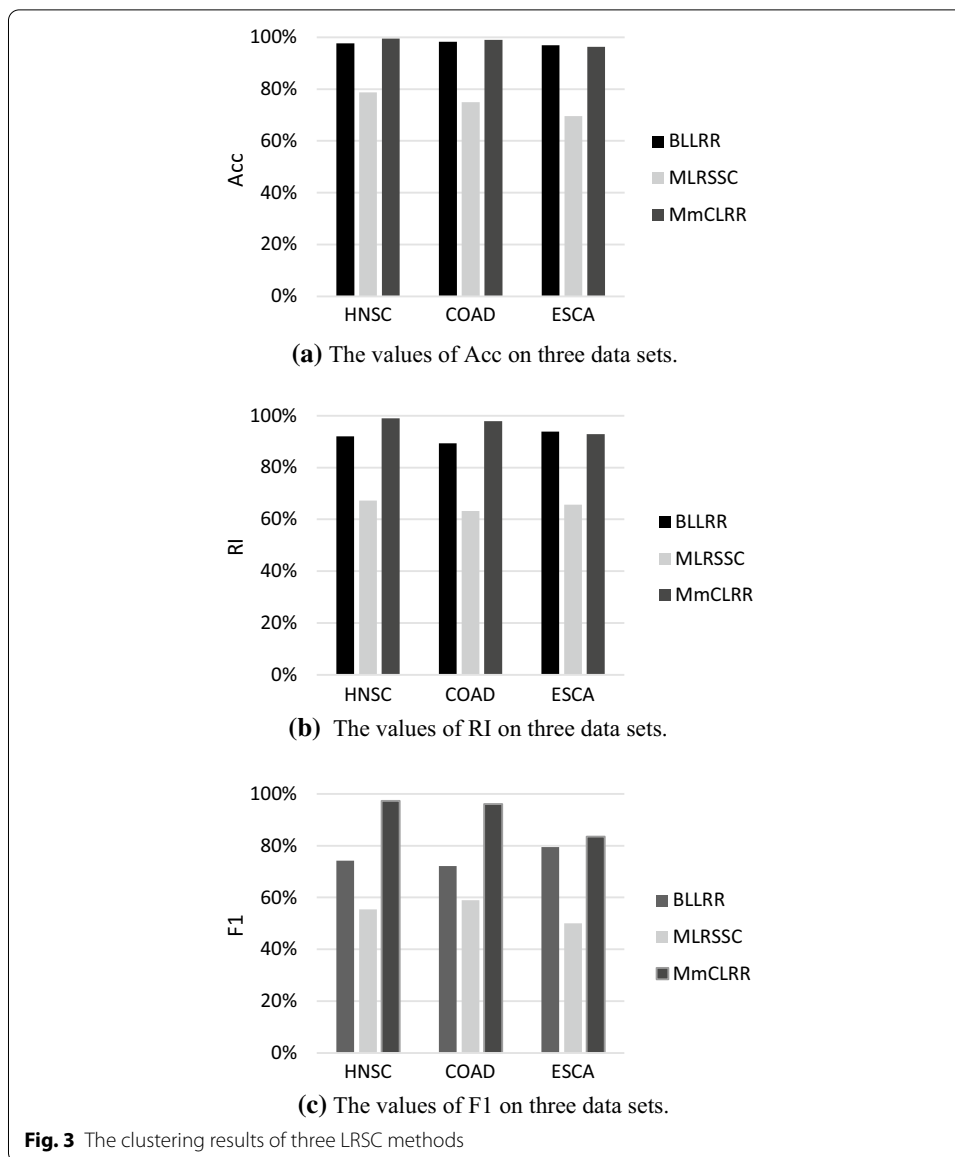 100%
80%
60%
40%
20%
0%
Acc
HNSC COAD ESCA
BLLRR
MLRSSC
MmCLRR
(a) The values of Acc on three data sets.
100%
80%
60%
40%
20%
0%
RI
HNSC COAD ESCA
BLLRR
MLRSSC
MmCLRR
(b) The values of RI on three data sets.
100%
80%
60%
40%
20%
0%
F1
HNSC COAD ESCA
BLLRR
MLRSSC
MmCLRR
(c) The values of F1 on three data sets.
Fig. 3 The clustering results of three LRSC methods